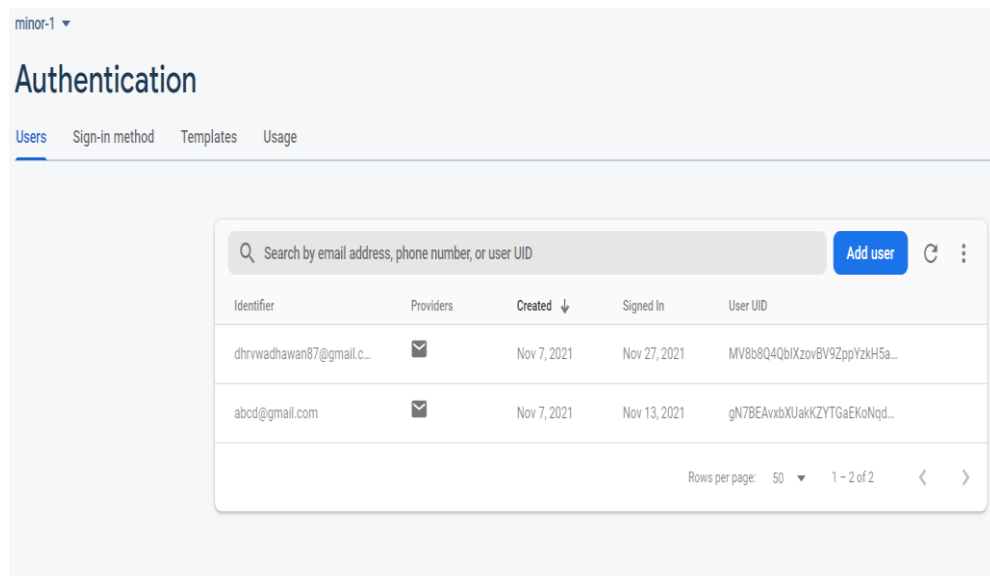 minor-1
Authentication
Users Sign-in method Templates Usage
Search by email address, phone number, or user UID Add user
Identifier Providers Created Signed In User UID
dhrvwadhawan87@gmail.c... Nov 7, 2021 Nov 27, 2021 MV8b8Q4QbIXzovBV9ZppYzkH5a...
abcd@gmail.com Nov 7, 2021 Nov 13, 2021 gN7BEAvxbXUakKZYTGaEKoNqd...
Rows per page: 50 1 – 2 of 2